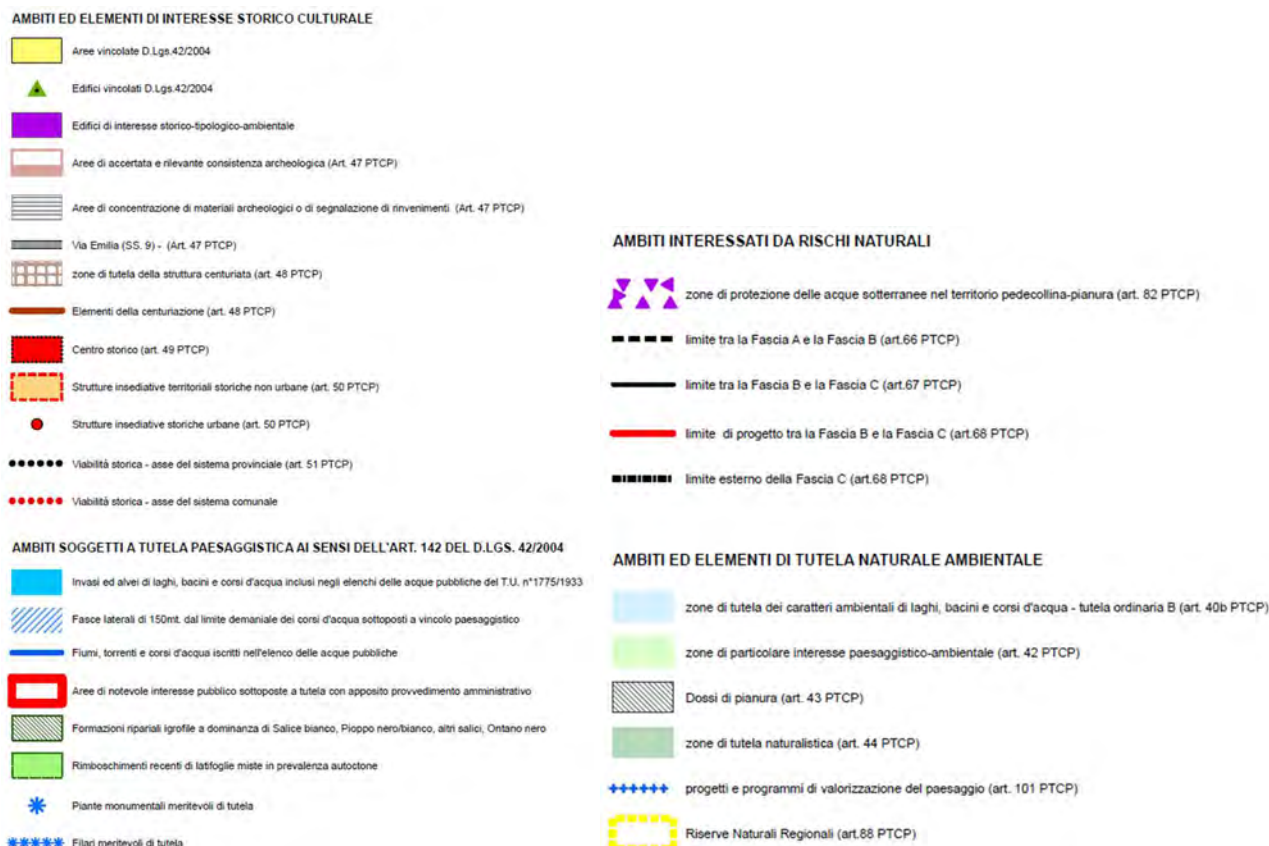 AMBITI ED ELEMENTI DI INTERESSE STORICO CULTURALE
Aree vincolate D.Lgs.42/2004
Edifici vincolati D.Lgs.42/2004
Edifici di interesse storico-tipologico-ambientale
Aree di accertata e rilevante consistenza archeologica (Art. 47 PTCP)
Aree di concentrazione di materiali archeologici o di segnalazione di rinvenimenti (Art. 47 PTCP)
Via Emilia (SS. 9) - (Art. 47 PTCP)
zone di tutela della struttura centuriata (art. 48 PTCP)
Elementi della centuriazione (art. 48 PTCP)
Centro storico (art. 49 PTCP)
Strutture insediative territoriali storiche non urbane (art. 50 PTCP)
Strutture insediative storiche urbane (art. 50 PTCP)
Viabilità storica - asse del sistema provinciale (art. 51 PTCP)
Viabilità storica - asse del sistema comunale
AMBITI SOGGETTI A TUTELA PAESAGGISTICA AI SENSI DELL'ART. 142 DEL D.LGS. 42/2004
Invasi ed alvei di laghi, bacini e corsi d'acqua inclusi negli elenchi delle acque pubbliche del T.U. n°1775/1933
Fasce laterali di 150mt. dal limite demaniale dei corsi d'acqua sottoposti a vincolo paesaggistico
Fiumi, torrenti e corsi d'acqua iscritti nell'elenco delle acque pubbliche
Aree di notevole interesse pubblico sottoposte a tutela con apposito provvedimento amministrativo
Formazioni ripariali igrofile a dominanza di Salice bianco, Pioppo nero/bianco, altri salici, Ontano nero
Rimboschimenti recenti di latifoglie miste in prevalenza autoctone
Piante monumentali meritevoli di tutela
Filari meritevoli di tutela
AMBITI INTERESSATI DA RISCHI NATURALI
zone di protezione delle acque sotterranee nel territorio pedecollina-pianura (art. 82 PTCP)
limite tra la Fascia A e la Fascia B (art.66 PTCP)
limite tra la Fascia B e la Fascia C (art.67 PTCP)
limite di progetto tra la Fascia B e la Fascia C (art.68 PTCP)
limite esterno della Fascia C (art.68 PTCP)
AMBITI ED ELEMENTI DI TUTELA NATURALE AMBIENTALE
zone di tutela dei caratteri ambientali di laghi, bacini e corsi d'acqua - tutela ordinaria B (art. 40b PTCP)
zone di particolare interesse paesaggistico-ambientale (art. 42 PTCP)
Dossi di pianura (art. 43 PTCP)
zone di tutela naturalistica (art. 44 PTCP)
progetti e programmi di valorizzazione del paesaggio (art. 101 PTCP)
Riserve Naturali Regionali (art.88 PTCP)